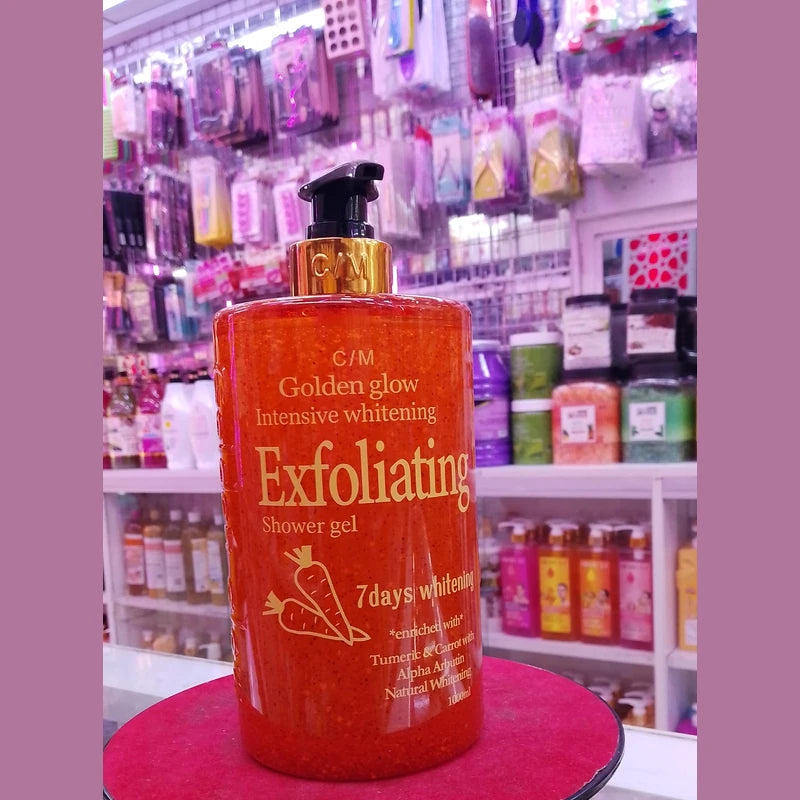 C/M
C/M
Golden glow
Intensive whitening
Exfoliating
Shower gel
7days whitening
*enriched with*
Tumeric & Carrot with
Alpha Arbutin
Natural Whitening
1000ml